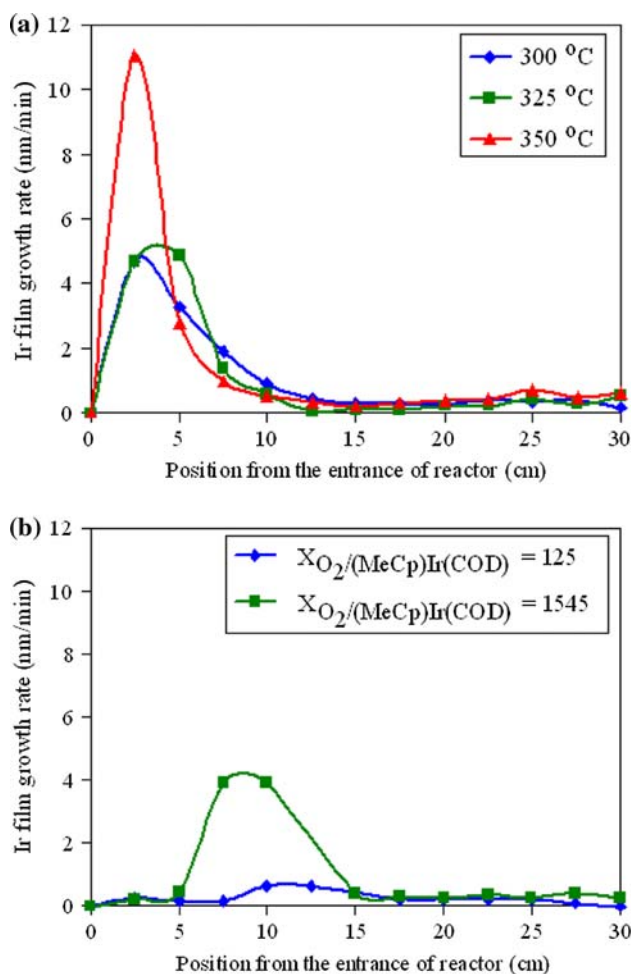 (a)
12
10
8
6
4
2
0
Ir film growth rate (nm/min)
300 °C
325 °C
350 °C
0 5 10 15 20 25 30
Position from the entrance of reactor (cm)
(b)
12
10
8
6
4
2
0
Ir film growth rate (nm/min)
X O2/(MeCp)Ir(COD) = 125
X O2/(MeCp)Ir(COD) = 1545
0 5 10 15 20 25 30
Position from the entrance of reactor (cm)